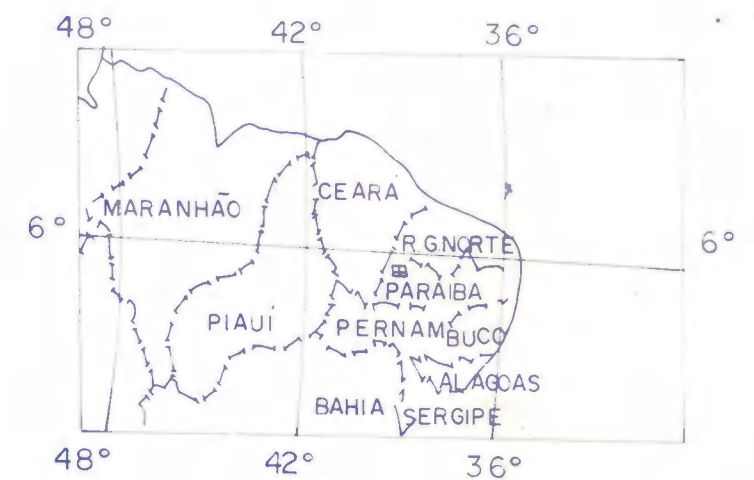 48° 42° 36°
CEARA
MARANHÃO
6° 6°
R.G.NORTE
PARAIBA
PIAUÍ PERNAMBUCO
ALAGOAS
BAHIA SERGIPE
48° 42° 36°